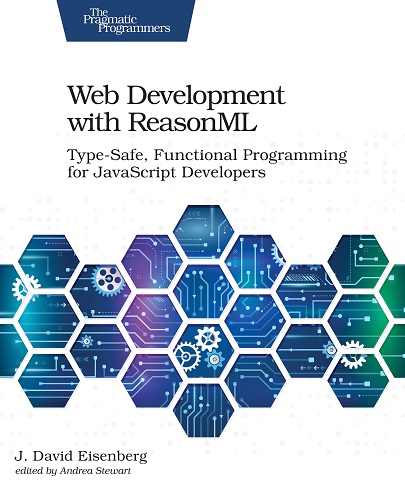 The
Pragmatic
Programmers
Web Development
with ReasonML
Type-Safe, Functional Programming
for JavaScript Developers
J. David Eisenberg
edited by Andrea Stewart